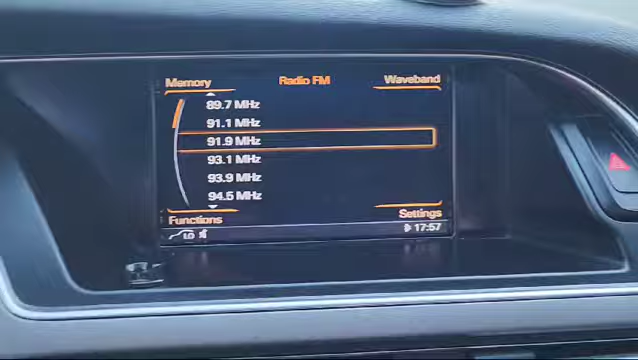 Memory Radio FM Waveband
89.7 MHz
91.1 MHz
91.9 MHz
93.1 MHz
93.9 MHz
94.5 MHz
Functions Settings
LO 17:57